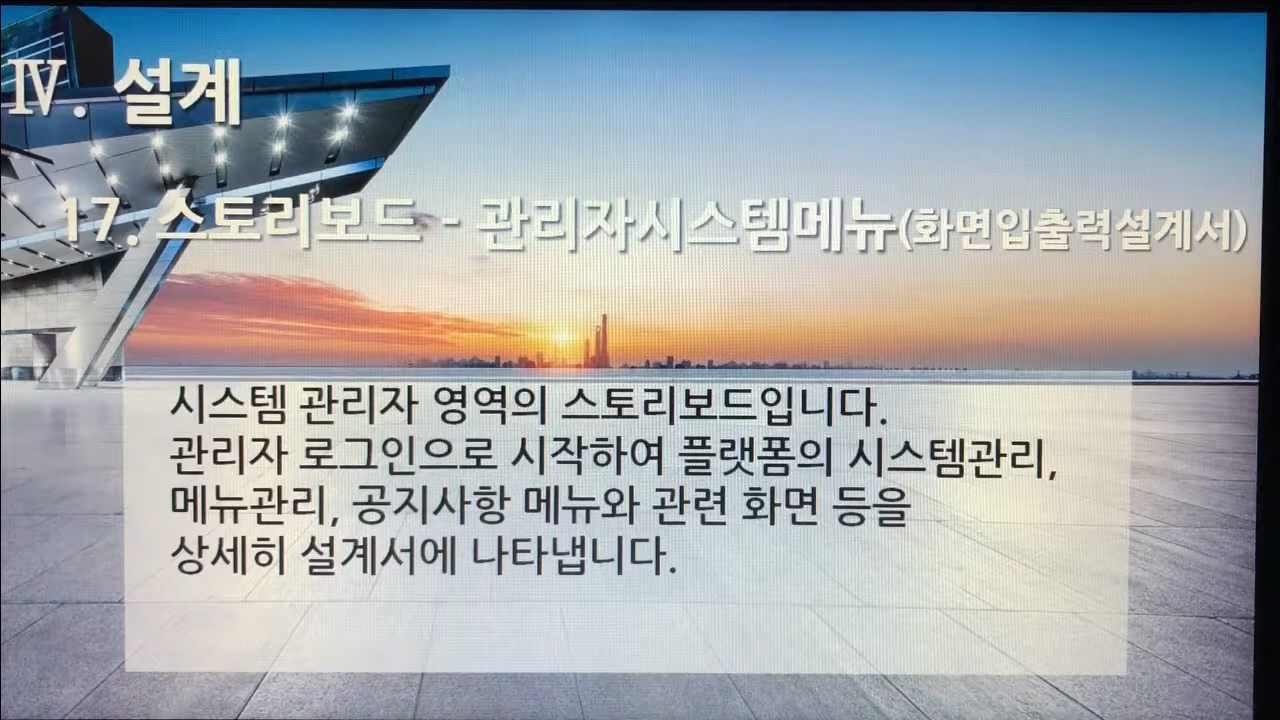 Ⅳ. 설계
17. 스토리보드 - 관리자시스템메뉴(화면입출력설계서)
시스템 관리자 영역의 스토리보드입니다.
관리자 로그인으로 시작하여 플랫폼의 시스템관리,
메뉴관리, 공지사항 메뉴와 관련 화면 등을
상세히 설계서에 나타냅니다.